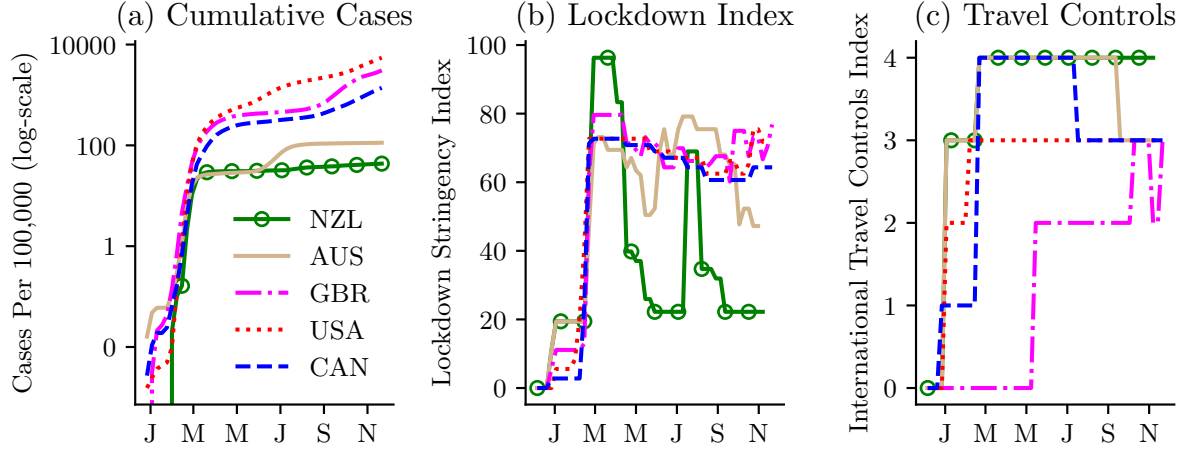 (a) Cumulative Cases
Cases Per 100,000 (log-scale)
10000
100
1
0
J M M J S N
NZL
AUS
GBR
USA
CAN
(b) Lockdown Index
Lockdown Stringency Index
100
80
60
40
20
0
J M M J S N
(c) Travel Controls
International Travel Controls Index
4
3
2
1
0
J M M J S N